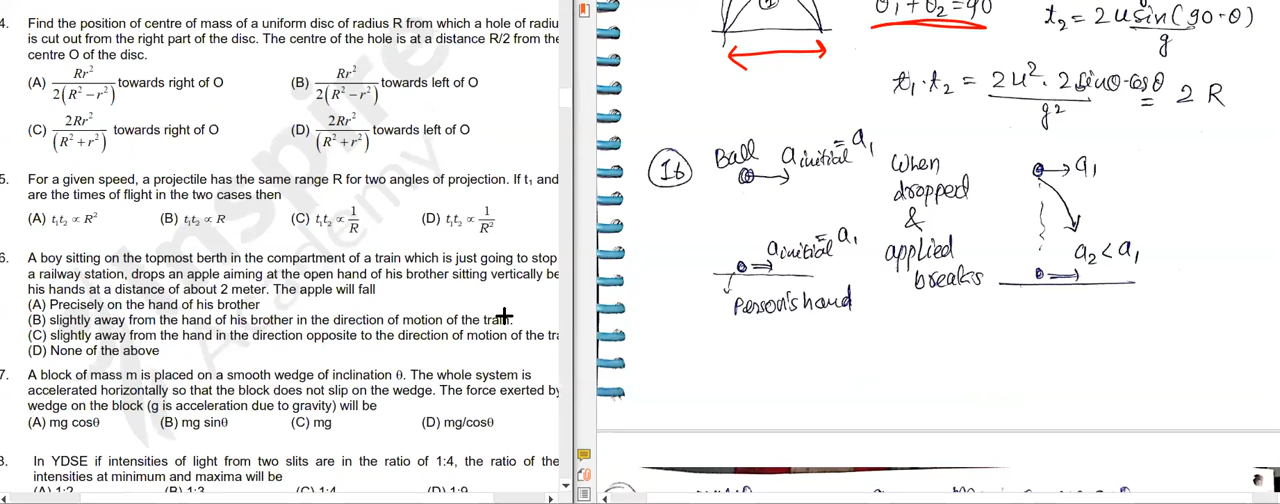 4. Find the position of centre of mass of a uniform disc of radius R from which a hole of radiu
is cut out from the right part of the disc. The centre of the hole is at a distance R/2 from the
centre O of the disc.
(A) Rr²/2(R²−r²) towards right of O (B) Rr²/2(R²−r²) towards left of O
(C) 2Rr²/(R²+r²) towards right of O (D) 2Rr²/(R²+r²) towards left of O
5. For a given speed, a projectile has the same range R for two angles of projection. If t₁ and
are the times of flight in the two cases then
(A) t₁t₂ ∝ R² (B) t₁t₂ ∝ R (C) t₁t₂ ∝ 1/R (D) t₁t₂ ∝ 1/R²
6. A boy sitting on the topmost berth in the compartment of a train which is just going to stop
a railway station, drops an apple aiming at the open hand of his brother sitting vertically be
his hands at a distance of about 2 meter. The apple will fall
(A) Precisely on the hand of his brother
(B) slightly away from the hand of his brother in the direction of motion of the train.
(C) slightly away from the hand in the direction opposite to the direction of motion of the tra
(D) None of the above
7. A block of mass m is placed on a smooth wedge of inclination θ. The whole system is
accelerated horizontally so that the block does not slip on the wedge. The force exerted by
wedge on the block (g is acceleration due to gravity) will be
(A) mg cosθ (B) mg sinθ (C) mg (D) mg/cosθ
8. In YDSE if intensities of light from two slits are in the ratio of 1:4, the ratio of the
intensities at minimum and maxima will be
(A) 1:2 (B) 1:3 (C) 1:4 (D) 1:9
Inspire
Academy
θ₁ + θ₂ = 90
t₂ = 2u sin(90-θ)/g
t₁·t₂ = 2u²·2sinθ·cosθ/g² = 2R
16 Ball a initial = a₁
a initial = a₁
Person's hand
When
dropped
&
applied
breaks
a₁
a₂ < a₁